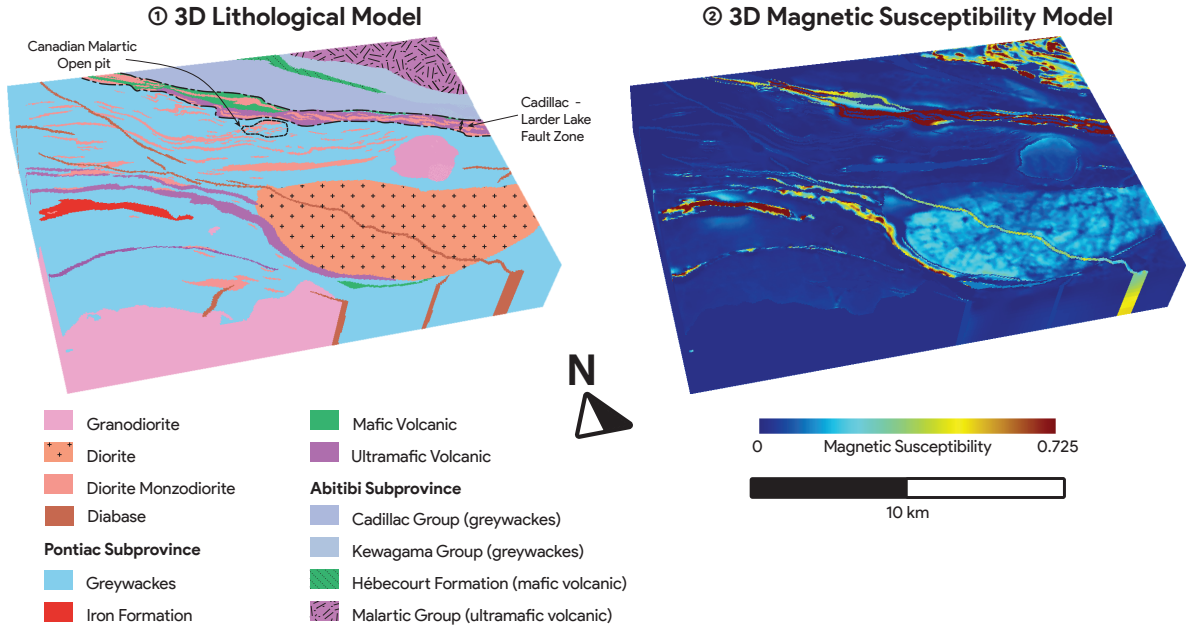 ① 3D Lithological Model
② 3D Magnetic Susceptibility Model
Canadian Malartic
Open pit
Cadillac -
Larder Lake
Fault Zone
N
Granodiorite
Diorite
Diorite Monzodiorite
Diabase
Pontiac Subprovince
Greywackes
Iron Formation
Mafic Volcanic
Ultramafic Volcanic
Abitibi Subprovince
Cadillac Group (greywackes)
Kewagama Group (greywackes)
Hébecourt Formation (mafic volcanic)
Malartic Group (ultramafic volcanic)
0 Magnetic Susceptibility 0.725
10 km